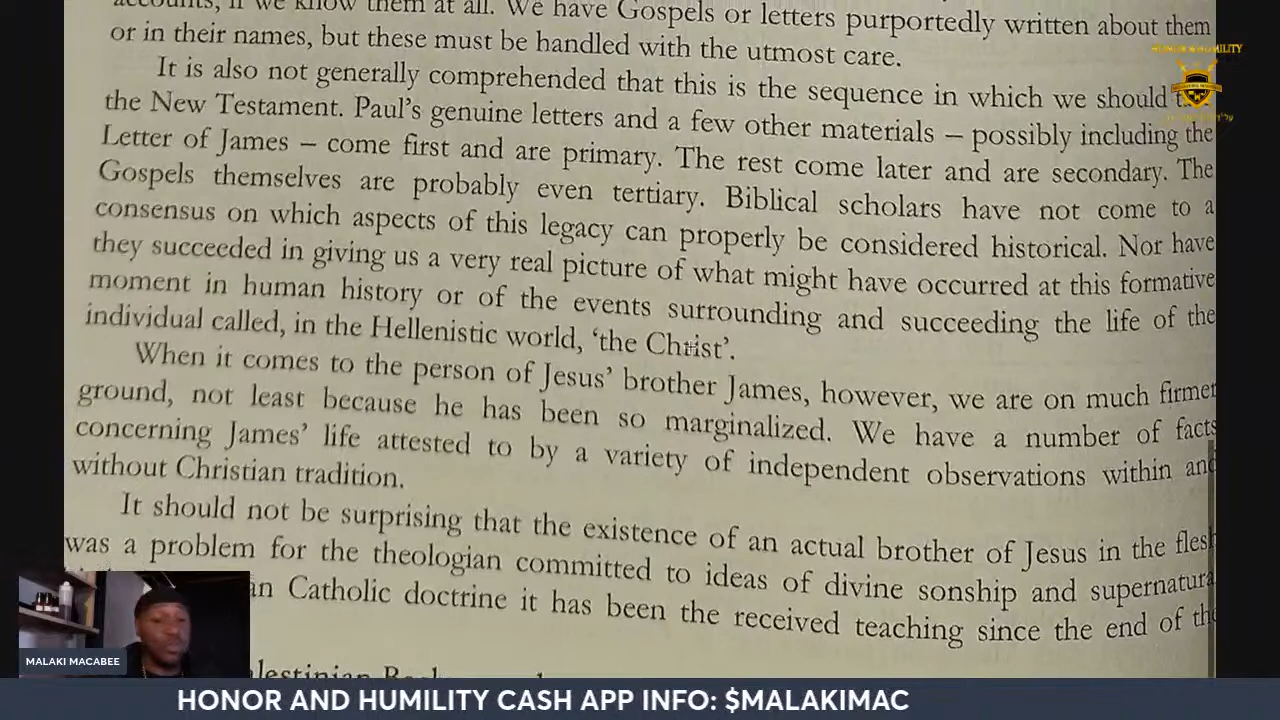 accounts, if we know them at all. We have Gospels or letters purportedly written about them
or in their names, but these must be handled with the utmost care.
It is also not generally comprehended that this is the sequence in which we should
the New Testament. Paul's genuine letters and a few other materials – possibly including the
Letter of James – come first and are primary. The rest come later and are secondary. The
Gospels themselves are probably even tertiary. Biblical scholars have not come to a
consensus on which aspects of this legacy can properly be considered historical. Nor have
they succeeded in giving us a very real picture of what might have occurred at this formative
moment in human history or of the events surrounding and succeeding the life of the
individual called, in the Hellenistic world, 'the Christ'.
When it comes to the person of Jesus' brother James, however, we are on much firmer
ground, not least because he has been so marginalized. We have a number of facts
concerning James' life attested to by a variety of independent observations within and
without Christian tradition.
It should not be surprising that the existence of an actual brother of Jesus in the flesh
was a problem for the theologian committed to ideas of divine sonship and supernatura
an Catholic doctrine it has been the received teaching since the end of the
HONOR & HUMILITY
MALAKI MACABEE
HONOR AND HUMILITY CASH APP INFO: $MALAKIMAC